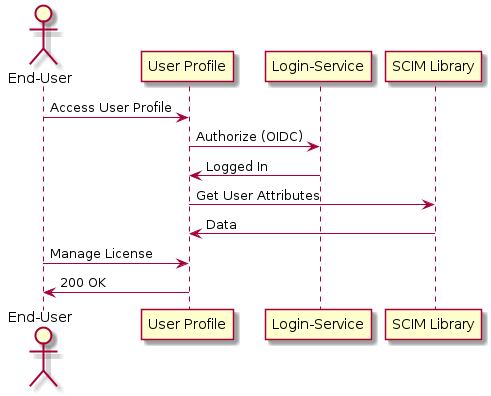 End-User
User Profile
Login-Service
SCIM Library
Access User Profile
Authorize (OIDC)
Logged In
Get User Attributes
Data
Manage License
200 OK
End-User
User Profile
Login-Service
SCIM Library